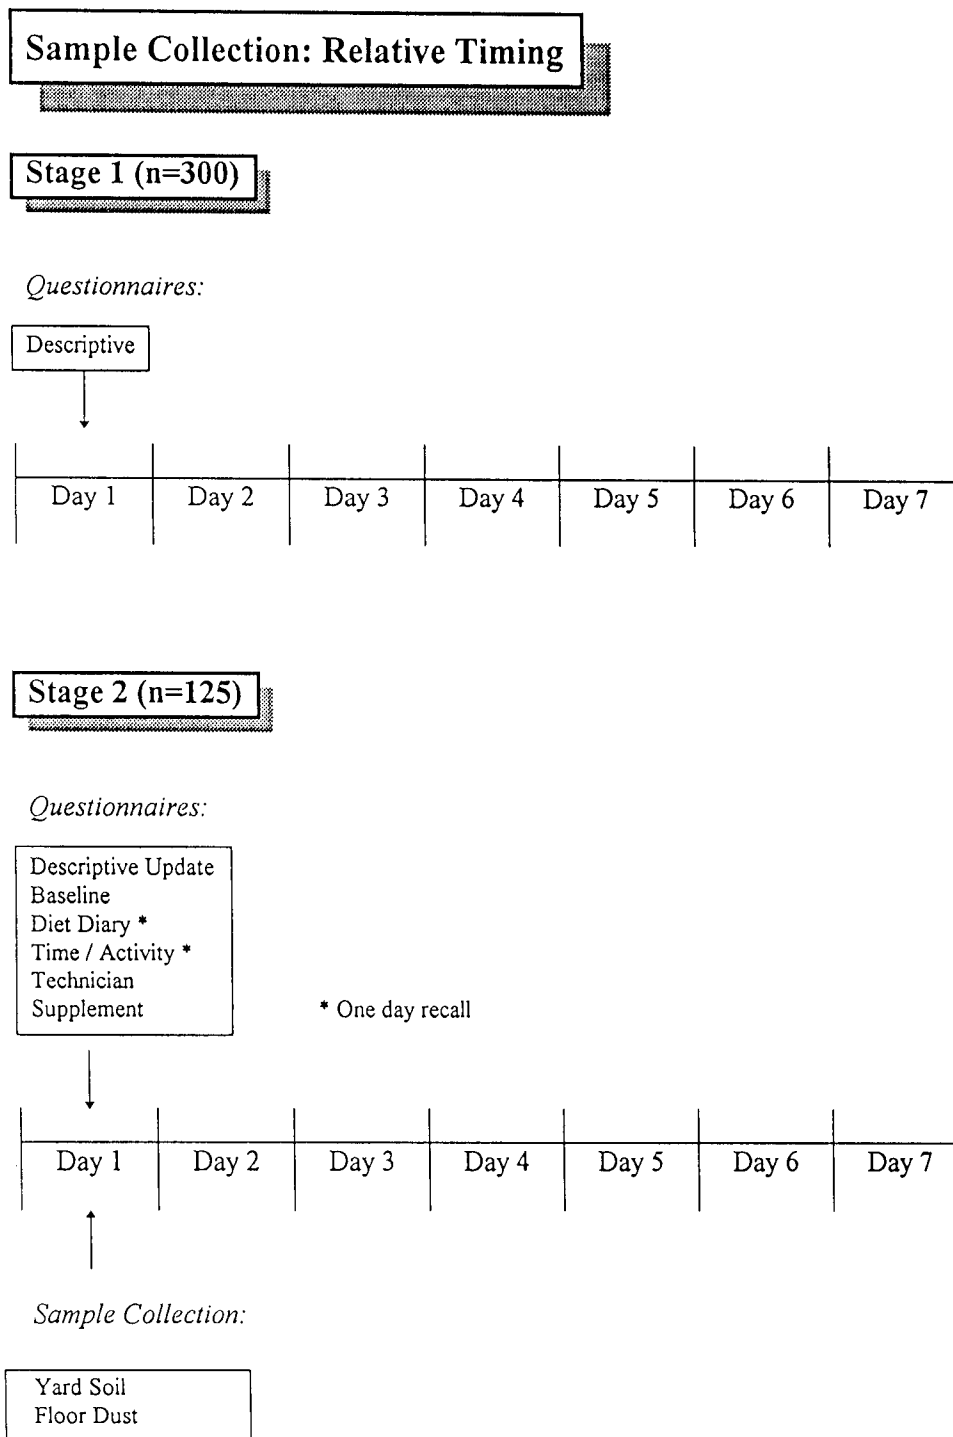 Sample Collection: Relative Timing
Stage 1 (n=300)
Questionnaires:
Descriptive
Day 1 Day 2 Day 3 Day 4 Day 5 Day 6 Day 7
Stage 2 (n=125)
Questionnaires:
Descriptive Update
Baseline
Diet Diary *
Time / Activity *
Technician
Supplement * One day recall
Day 1 Day 2 Day 3 Day 4 Day 5 Day 6 Day 7
Sample Collection:
Yard Soil
Floor Dust